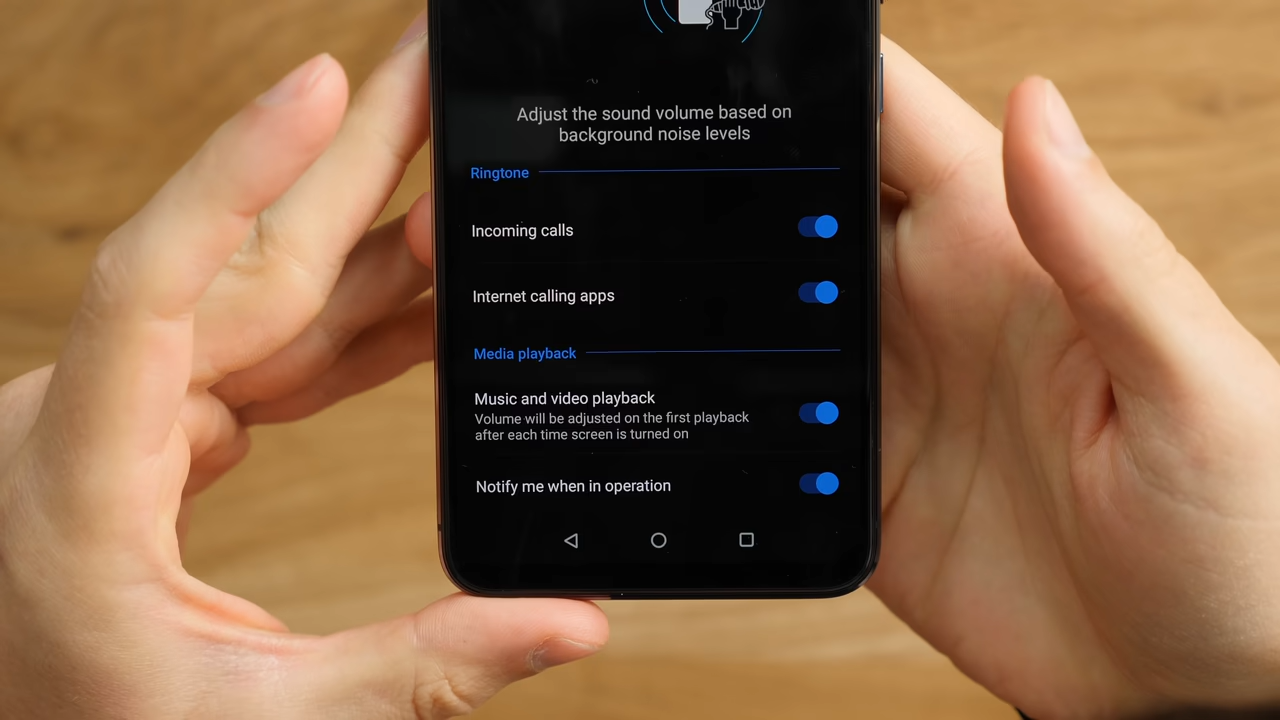 Adjust the sound volume based on
background noise levels
Ringtone
Incoming calls
Internet calling apps
Media playback
Music and video playback
Volume will be adjusted on the first playback
after each time screen is turned on
Notify me when in operation